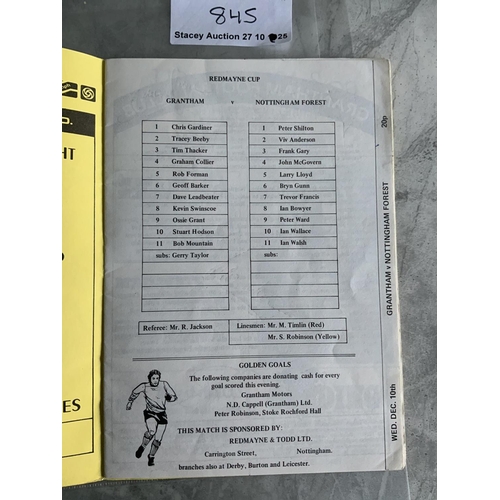 845
Stacey Auction 27 10 25
REDMAYNE CUP
GRANTHAM v NOTTINGHAM FOREST
1 Chris Gardiner 1 Peter Shilton
2 Tracey Beeby 2 Viv Anderson
3 Tim Thacker 3 Frank Gary
4 Graham Collier 4 John McGovern
5 Rob Forman 5 Larry Lloyd
6 Geoff Barker 6 Bryn Gunn
7 Dave Leadbeater 7 Trevor Francis
8 Kevin Swinscoe 8 Ian Bowyer
9 Ossie Grant 9 Peter Ward
10 Stuart Hodson 10 Ian Wallace
11 Bob Mountain 11 Ian Walsh
subs: Gerry Taylor subs:
Referee: Mr. R. Jackson Linesmen: Mr. M. Timlin (Red)
Mr. S. Robinson (Yellow)
GOLDEN GOALS
The following companies are donating cash for every
goal scored this evening.
Grantham Motors
N.D. Cappell (Grantham) Ltd.
Peter Robinson, Stoke Rochford Hall
THIS MATCH IS SPONSORED BY:
REDMAYNE & TODD LTD.
Carrington Street, Nottingham.
branches also at Derby, Burton and Leicester.
WED. DEC. 10th GRANTHAM v NOTTINGHAM FOREST 20p